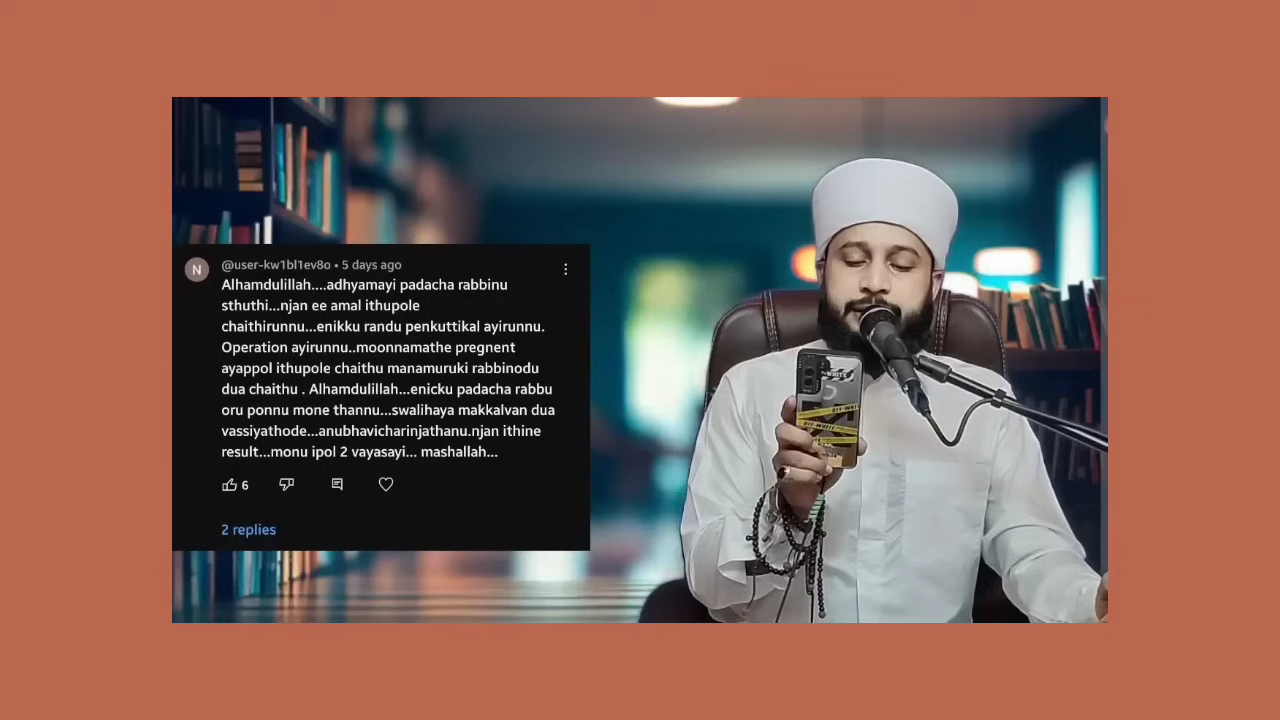 N
@user-kw1bl1ev8o • 5 days ago
Alhamdulillah....adhyamayi padacha rabbinu
sthuthi...njan ee amal ithupole
chaithirunnu...enikku randu penkuttikal ayirunnu.
Operation ayirunnu..moonnamathe pregnent
ayappol ithupole chaithu manamuruki rabbinodu
dua chaithu . Alhamdulillah...enicku padacha rabbu
oru ponnu mone thannu...swalihaya makkalvan dua
vassiyathode...anubhavicharinjathanu.njan ithine
result...monu ipol 2 vayasayi... mashallah...
6
2 replies
OFF-WHITE